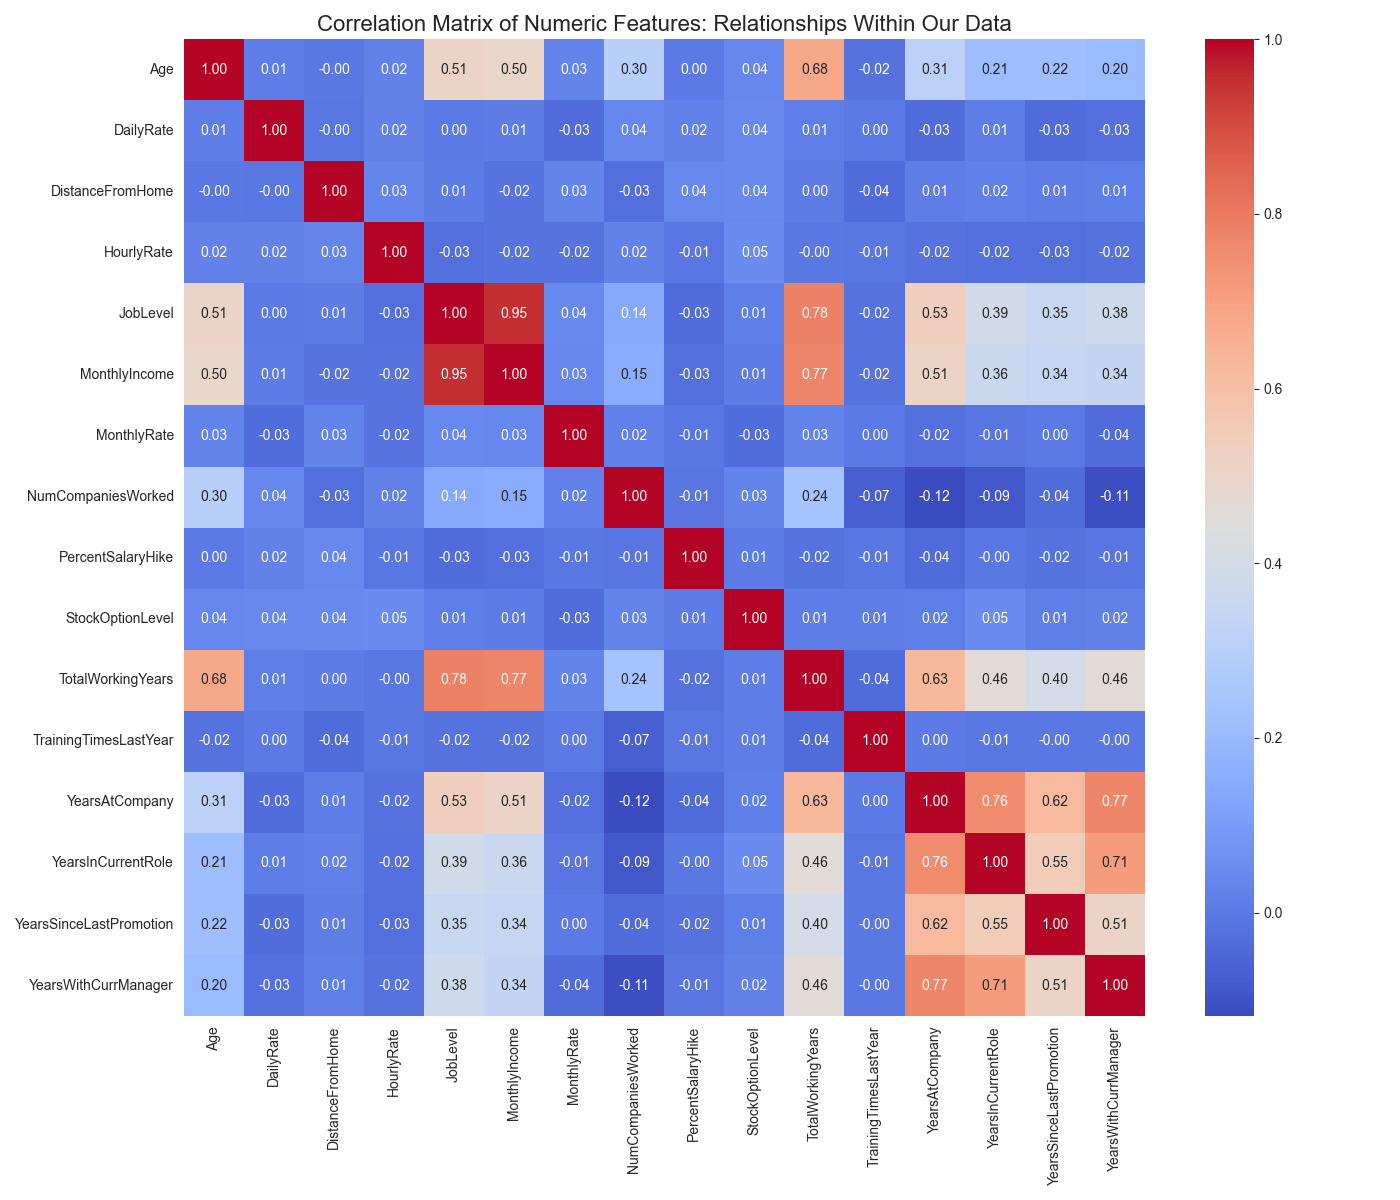 Correlation Matrix of Numeric Features: Relationships Within Our Data
Age 1.00 0.01 -0.00 0.02 0.51 0.50 0.03 0.30 0.00 0.04 0.68 -0.02 0.31 0.21 0.22 0.20
DailyRate 0.01 1.00 -0.00 0.02 0.00 0.01 -0.03 0.04 0.02 0.04 0.01 0.00 -0.03 0.01 -0.03 -0.03
DistanceFromHome -0.00 -0.00 1.00 0.03 0.01 -0.02 0.03 -0.03 0.04 0.04 0.00 -0.04 0.01 0.02 0.01 0.01
HourlyRate 0.02 0.02 0.03 1.00 -0.03 -0.02 -0.02 0.02 -0.01 0.05 -0.00 -0.01 -0.02 -0.02 -0.03 -0.02
JobLevel 0.51 0.00 0.01 -0.03 1.00 0.95 0.04 0.14 -0.03 0.01 0.78 -0.02 0.53 0.39 0.35 0.38
MonthlyIncome 0.50 0.01 -0.02 -0.02 0.95 1.00 0.03 0.15 -0.03 0.01 0.77 -0.02 0.51 0.36 0.34 0.34
MonthlyRate 0.03 -0.03 0.03 -0.02 0.04 0.03 1.00 0.02 -0.01 -0.03 0.03 0.00 -0.02 -0.01 0.00 -0.04
NumCompaniesWorked 0.30 0.04 -0.03 0.02 0.14 0.15 0.02 1.00 -0.01 0.03 0.24 -0.07 -0.12 -0.09 -0.04 -0.11
PercentSalaryHike 0.00 0.02 0.04 -0.01 -0.03 -0.03 -0.01 -0.01 1.00 0.01 -0.02 -0.01 -0.04 -0.00 -0.02 -0.01
StockOptionLevel 0.04 0.04 0.04 0.05 0.01 0.01 -0.03 0.03 0.01 1.00 0.01 0.01 0.02 0.05 0.01 0.02
TotalWorkingYears 0.68 0.01 0.00 -0.00 0.78 0.77 0.03 0.24 -0.02 0.01 1.00 -0.04 0.63 0.46 0.40 0.46
TrainingTimesLastYear -0.02 0.00 -0.04 -0.01 -0.02 -0.02 0.00 -0.07 -0.01 0.01 -0.04 1.00 0.00 -0.01 -0.00 -0.00
YearsAtCompany 0.31 -0.03 0.01 -0.02 0.53 0.51 -0.02 -0.12 -0.04 0.02 0.63 0.00 1.00 0.76 0.62 0.77
YearsInCurrentRole 0.21 0.01 0.02 -0.02 0.39 0.36 -0.01 -0.09 -0.00 0.05 0.46 -0.01 0.76 1.00 0.55 0.71
YearsSinceLastPromotion 0.22 -0.03 0.01 -0.03 0.35 0.34 0.00 -0.04 -0.02 0.01 0.40 -0.00 0.62 0.55 1.00 0.51
YearsWithCurrManager 0.20 -0.03 0.01 -0.02 0.38 0.34 -0.04 -0.11 -0.01 0.02 0.46 -0.00 0.77 0.71 0.51 1.00
Age
DailyRate
DistanceFromHome
HourlyRate
JobLevel
MonthlyIncome
MonthlyRate
NumCompaniesWorked
PercentSalaryHike
StockOptionLevel
TotalWorkingYears
TrainingTimesLastYear
YearsAtCompany
YearsInCurrentRole
YearsSinceLastPromotion
YearsWithCurrManager
1.0
0.8
0.6
0.4
0.2
0.0